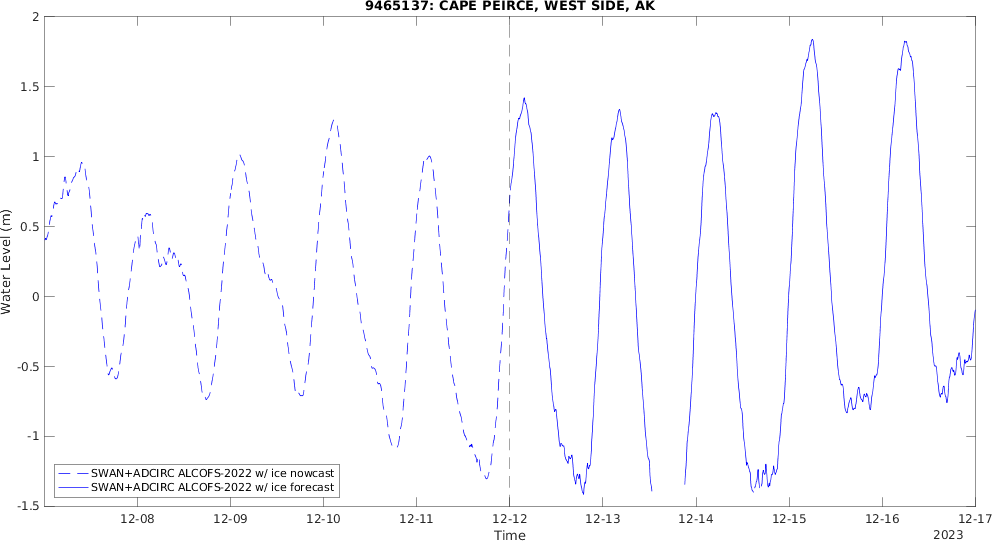 9465137: CAPE PEIRCE, WEST SIDE, AK
2
1.5
1
0.5
0
-0.5
-1
-1.5
Water Level (m)
SWAN+ADCIRC ALCOFS-2022 w/ ice nowcast
SWAN+ADCIRC ALCOFS-2022 w/ ice forecast
12-08 12-09 12-10 12-11 12-12 12-13 12-14 12-15 12-16 12-17
Time
2023